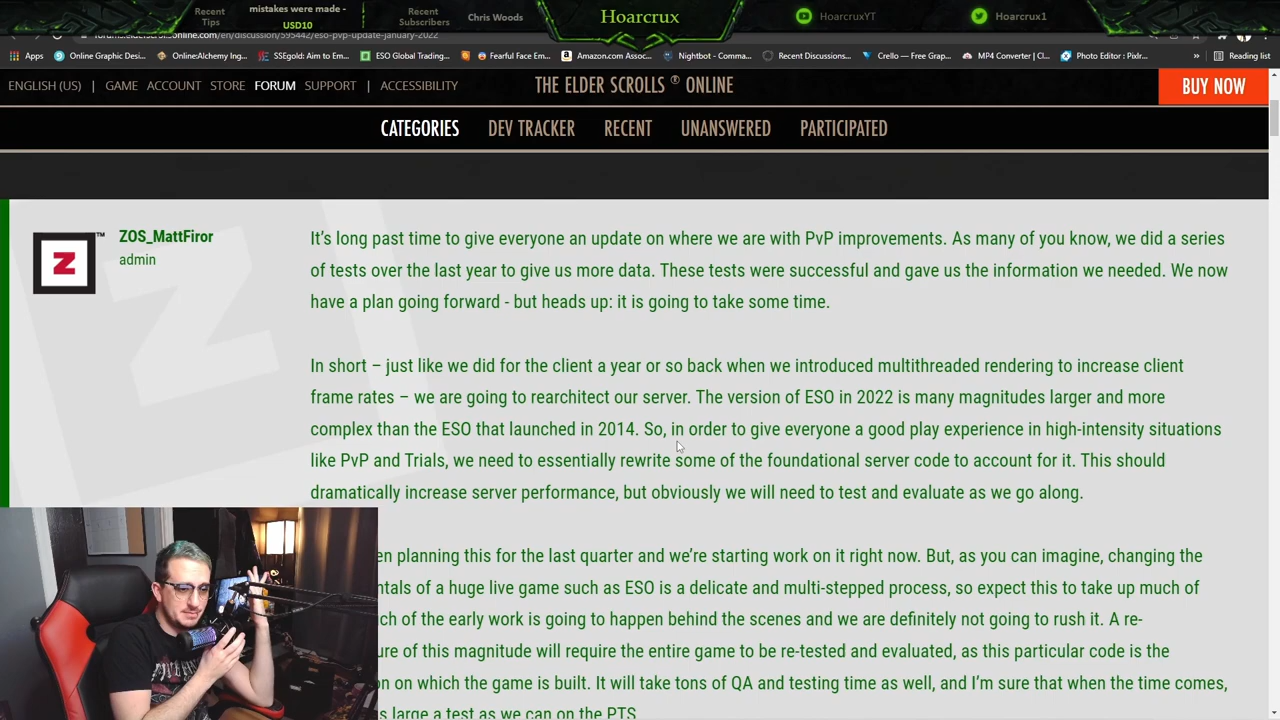 Recent Tips
mistakes were made - USD10
Recent Subscribers
Chris Woods
Hoarcrux
HoarcruxYT
Hoarcrux1
online.com/en/discussion/595442/eso-pvp-update-january-2022
Apps
Online Graphic Desi...
OnlineAlchemy Ing...
SSEgold: Aim to Em...
ESO Global Trading...
Fearful Face Em...
Amazon.com Assoc...
Nightbot - Comma...
Recent Discussions...
Crello — Free Grap...
MP4 Converter | Cl...
Photo Editor : Pixlr...
»
Reading list
ENGLISH (US) | GAME ACCOUNT STORE FORUM SUPPORT | ACCESSIBILITY
THE ELDER SCROLLS ® ONLINE
BUY NOW
CATEGORIES DEV TRACKER RECENT UNANSWERED PARTICIPATED
Z ™
ZOS_MattFiror
admin
It's long past time to give everyone an update on where we are with PvP improvements. As many of you know, we did a series
of tests over the last year to give us more data. These tests were successful and gave us the information we needed. We now
have a plan going forward - but heads up: it is going to take some time.
In short – just like we did for the client a year or so back when we introduced multithreaded rendering to increase client
frame rates – we are going to rearchitect our server. The version of ESO in 2022 is many magnitudes larger and more
complex than the ESO that launched in 2014. So, in order to give everyone a good play experience in high-intensity situations
like PvP and Trials, we need to essentially rewrite some of the foundational server code to account for it. This should
dramatically increase server performance, but obviously we will need to test and evaluate as we go along.
en planning this for the last quarter and we're starting work on it right now. But, as you can imagine, changing the
ntals of a huge live game such as ESO is a delicate and multi-stepped process, so expect this to take up much of
ch of the early work is going to happen behind the scenes and we are definitely not going to rush it. A re-
ure of this magnitude will require the entire game to be re-tested and evaluated, as this particular code is the
on on which the game is built. It will take tons of QA and testing time as well, and I'm sure that when the time comes,
s large a test as we can on the PTS